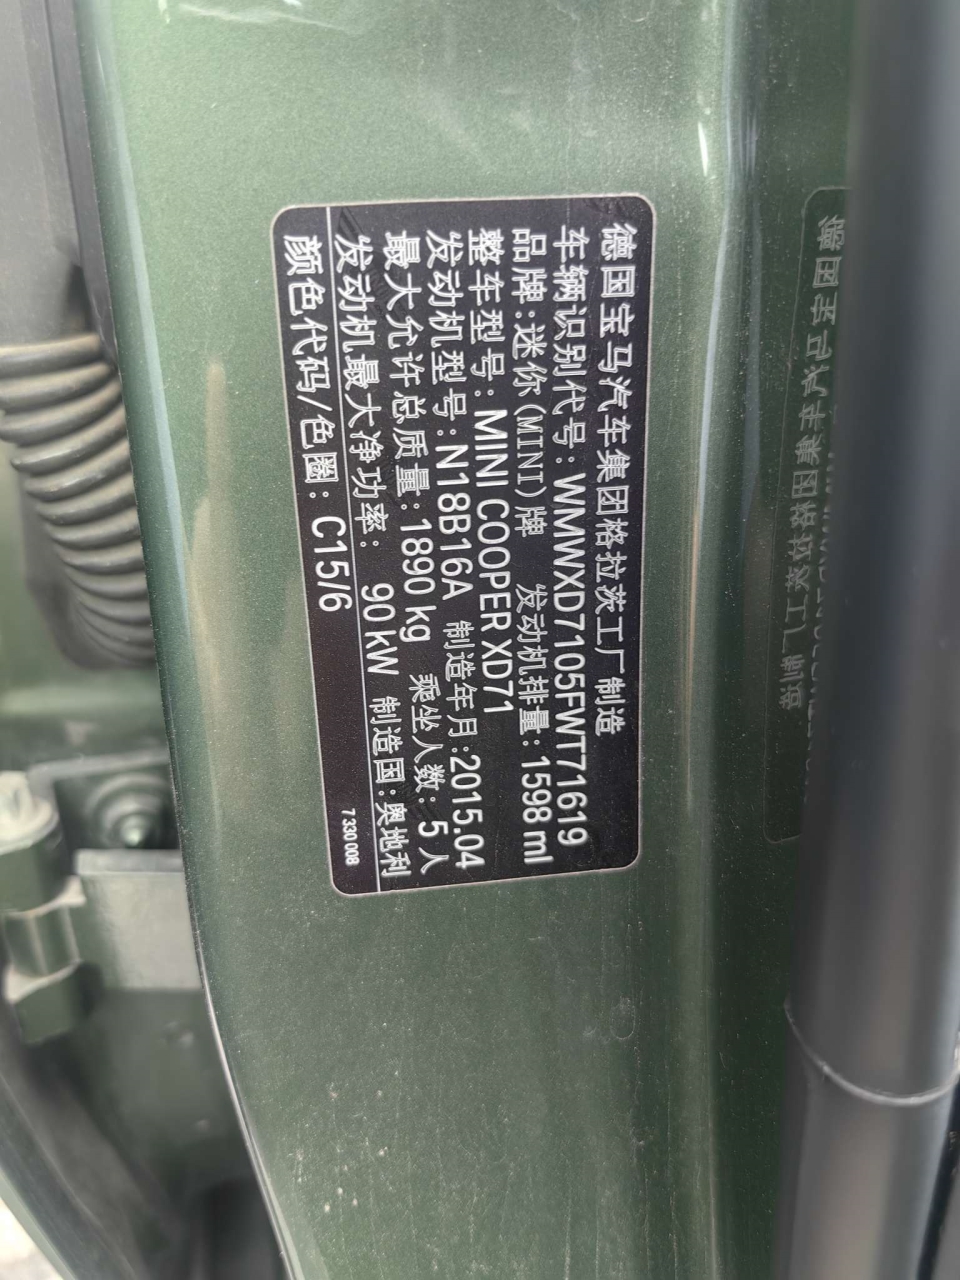 德国宝马汽车集团格拉茨工厂 制造
车辆识别代号: WMWXD7105FWT71619
品牌:迷你(MINI)牌 发动机排量:1598 ml
整车型号: MINI COOPER XD71
发动机型号: N18B16A 制造年月:2015.04
最大允许总质量:1890 kg 乘坐人数: 5 人
发动机最大净功率: 90 kW 制造国:奥地利
颜色代码/色圈: C15/6
7 330 008